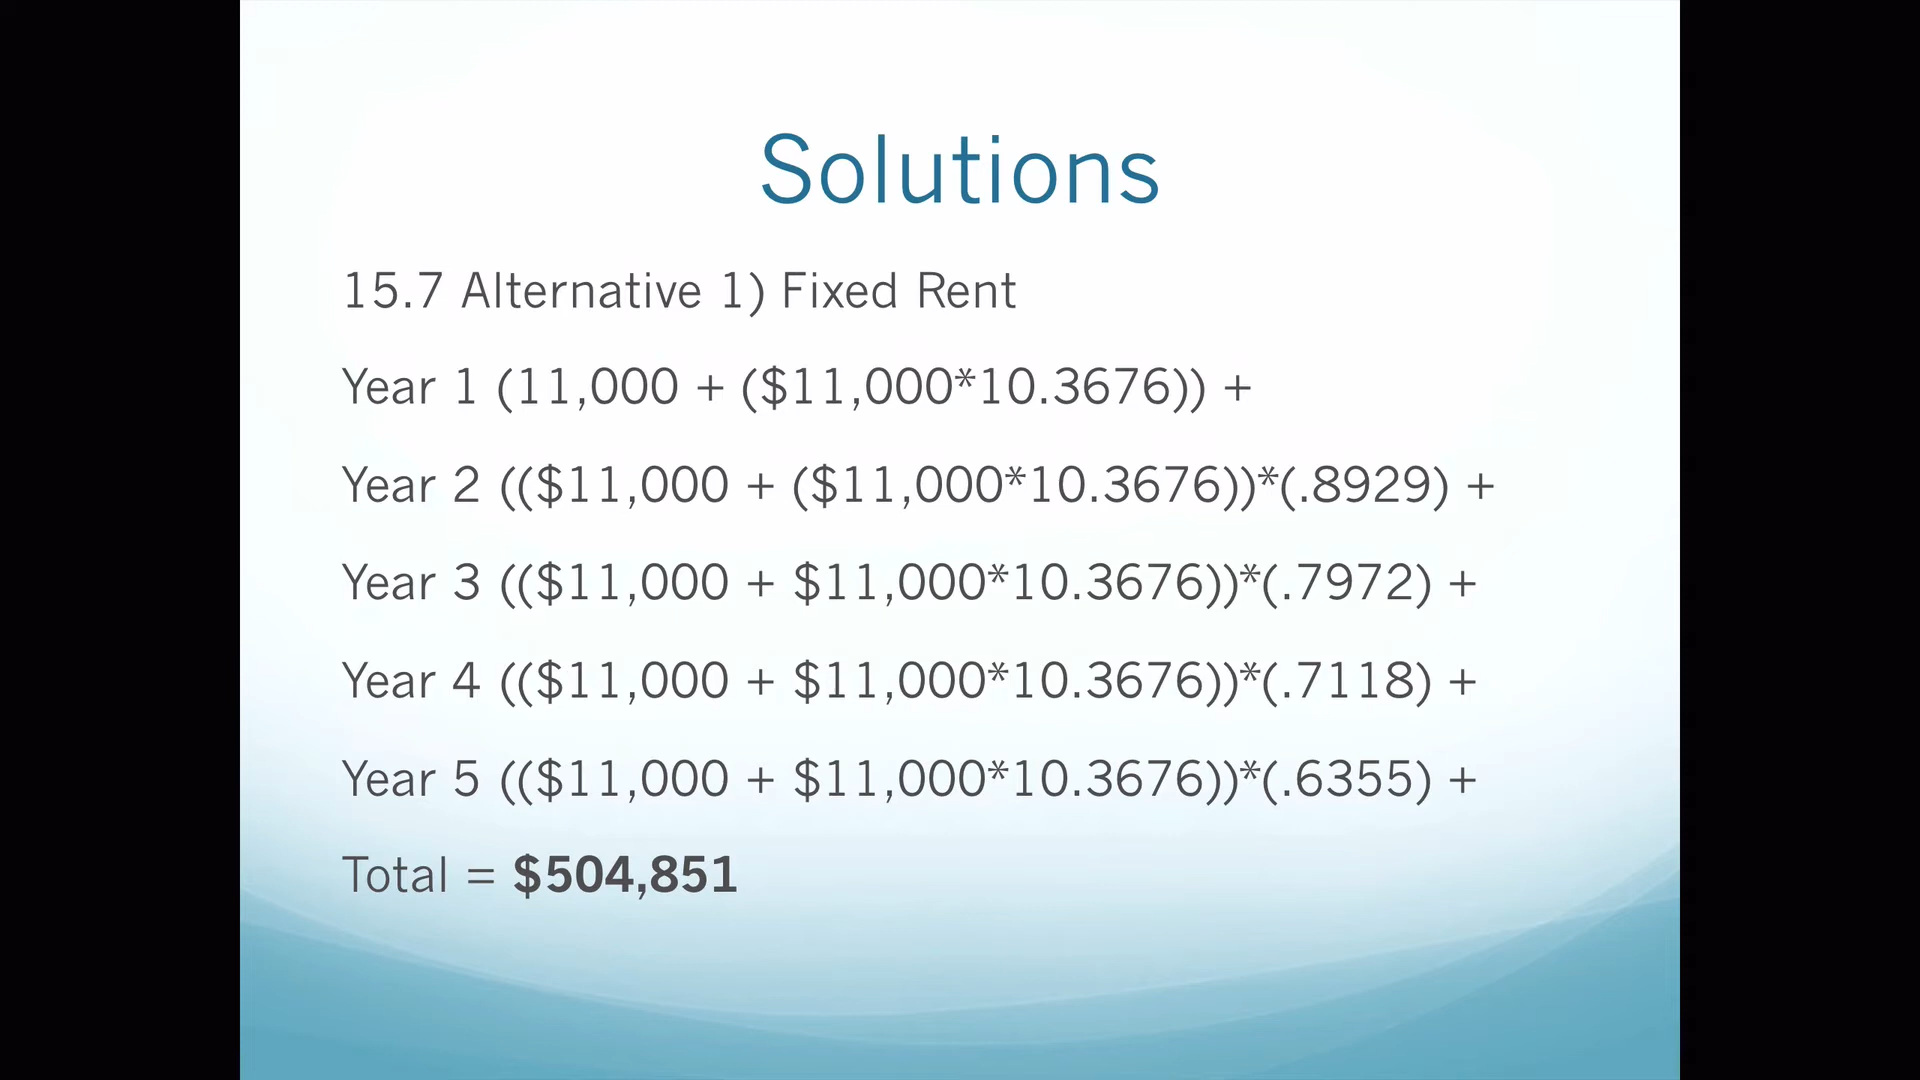 Solutions
15.7 Alternative 1) Fixed Rent
Year 1 (11,000 + ($11,000*10.3676)) +
Year 2 (($11,000 + ($11,000*10.3676))*(.8929) +
Year 3 (($11,000 + $11,000*10.3676))*(.7972) +
Year 4 (($11,000 + $11,000*10.3676))*(.7118) +
Year 5 (($11,000 + $11,000*10.3676))*(.6355) +
Total = $504,851